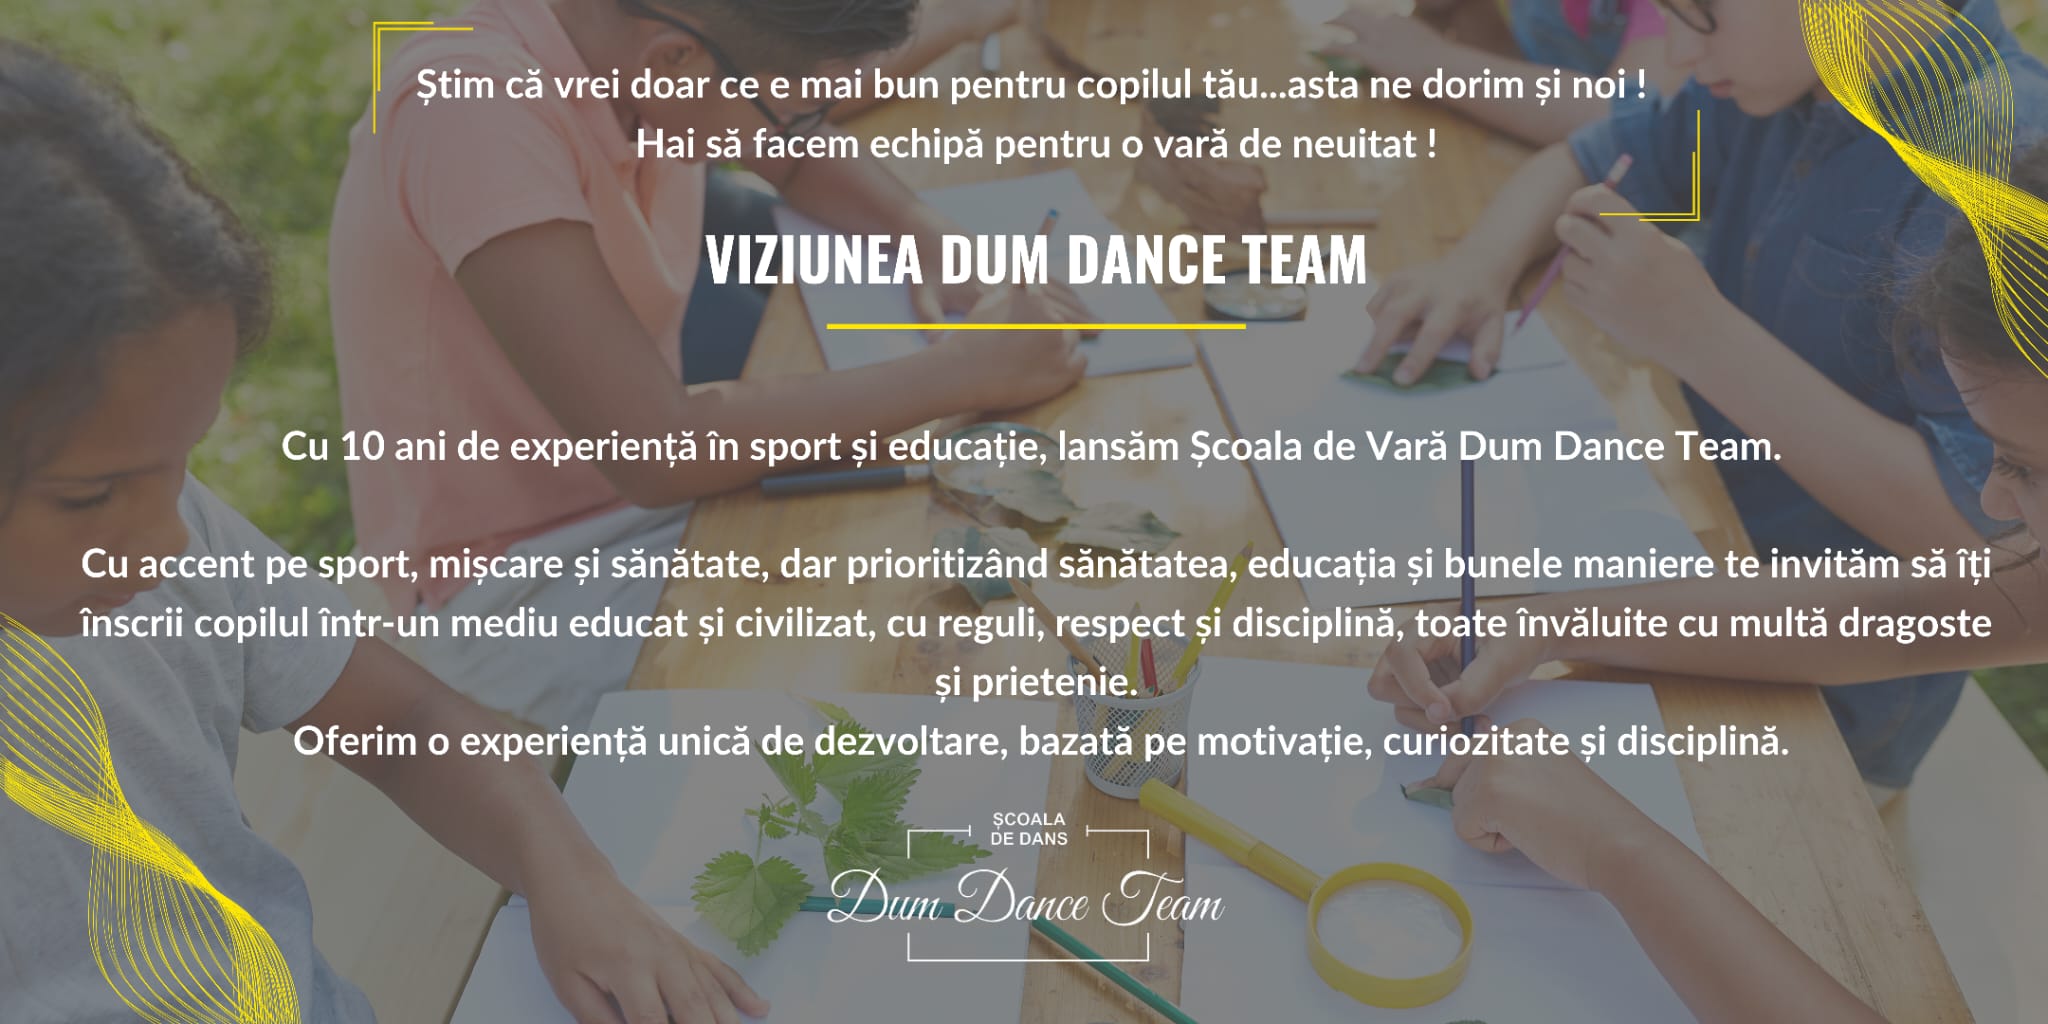 Știm că vrei doar ce e mai bun pentru copilul tău...asta ne dorim și noi !
Hai să facem echipă pentru o vară de neuitat !
VIZIUNEA DUM DANCE TEAM
Cu 10 ani de experiență în sport și educație, lansăm Școala de Vară Dum Dance Team.
Cu accent pe sport, mișcare și sănătate, dar prioritizând sănătatea, educația și bunele maniere te invităm să îți
înscrii copilul într-un mediu educat și civilizat, cu reguli, respect și disciplină, toate învăluite cu multă dragoste
și prietenie.
Oferim o experiență unică de dezvoltare, bazată pe motivație, curiozitate și disciplină.
ȘCOALA
DE DANS
Dum Dance Team